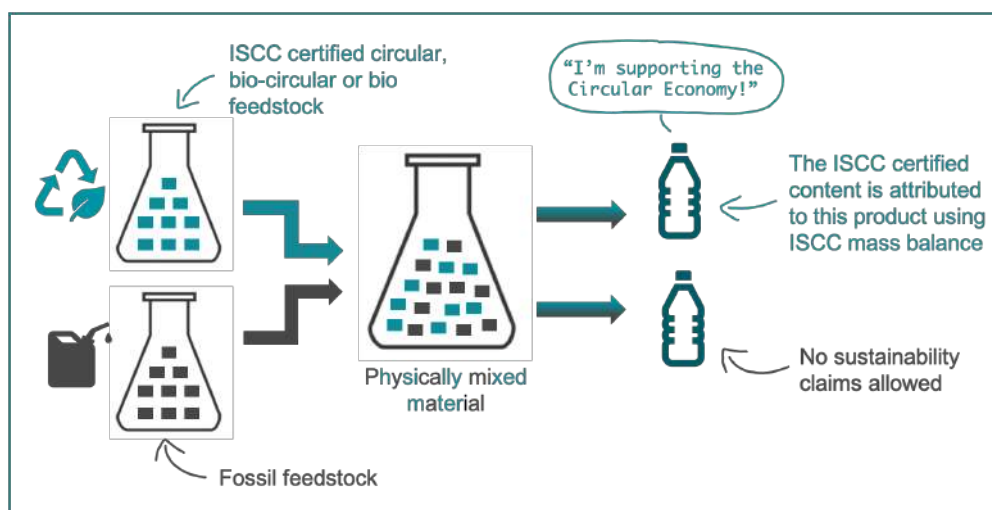 ISCC certified circular,
bio-circular or bio
feedstock
"I'm supporting the
Circular Economy!"
The ISCC certified
content is attributed
to this product using
ISCC mass balance
Physically mixed
material
No sustainability
claims allowed
Fossil feedstock